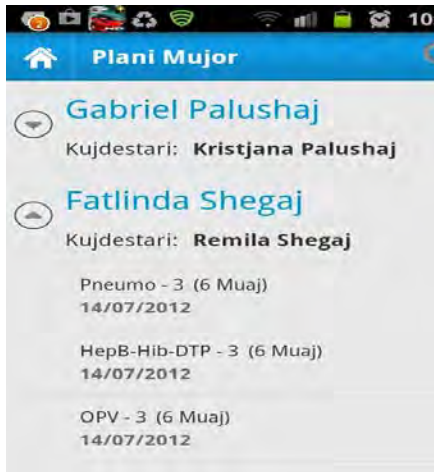 10
Plani Mujor
Gabriel Palushaj
Kujdestari: Kristjana Palushaj
Fatlinda Shegaj
Kujdestari: Remila Shegaj
Pneumo - 3 (6 Muaj)
14/07/2012
HepB-Hib-DTP - 3 (6 Muaj)
14/07/2012
OPV - 3 (6 Muaj)
14/07/2012